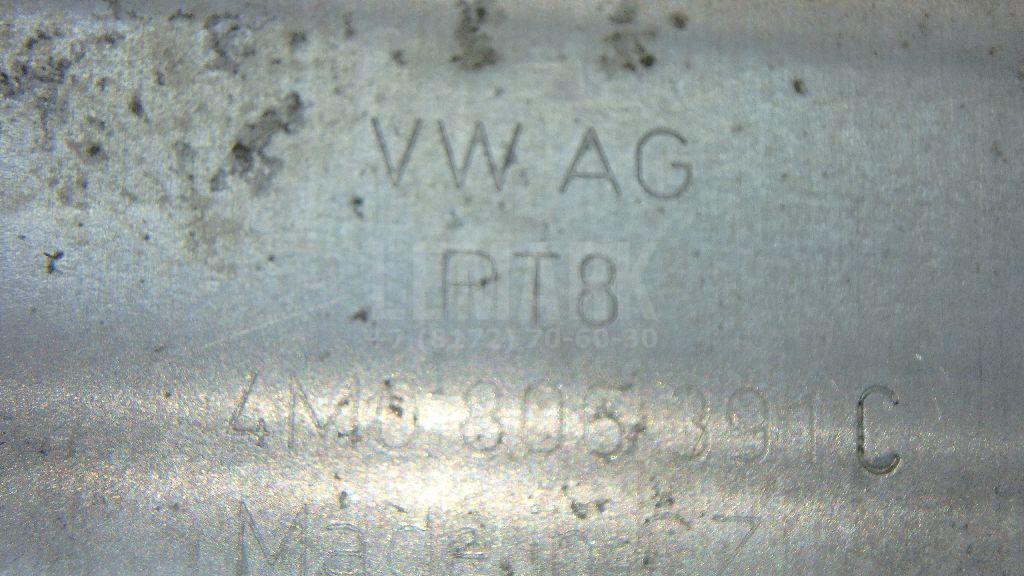 VW AG
PT8
+7 (8172) 70-60-30
4M0 805 391 C
Made in CZ